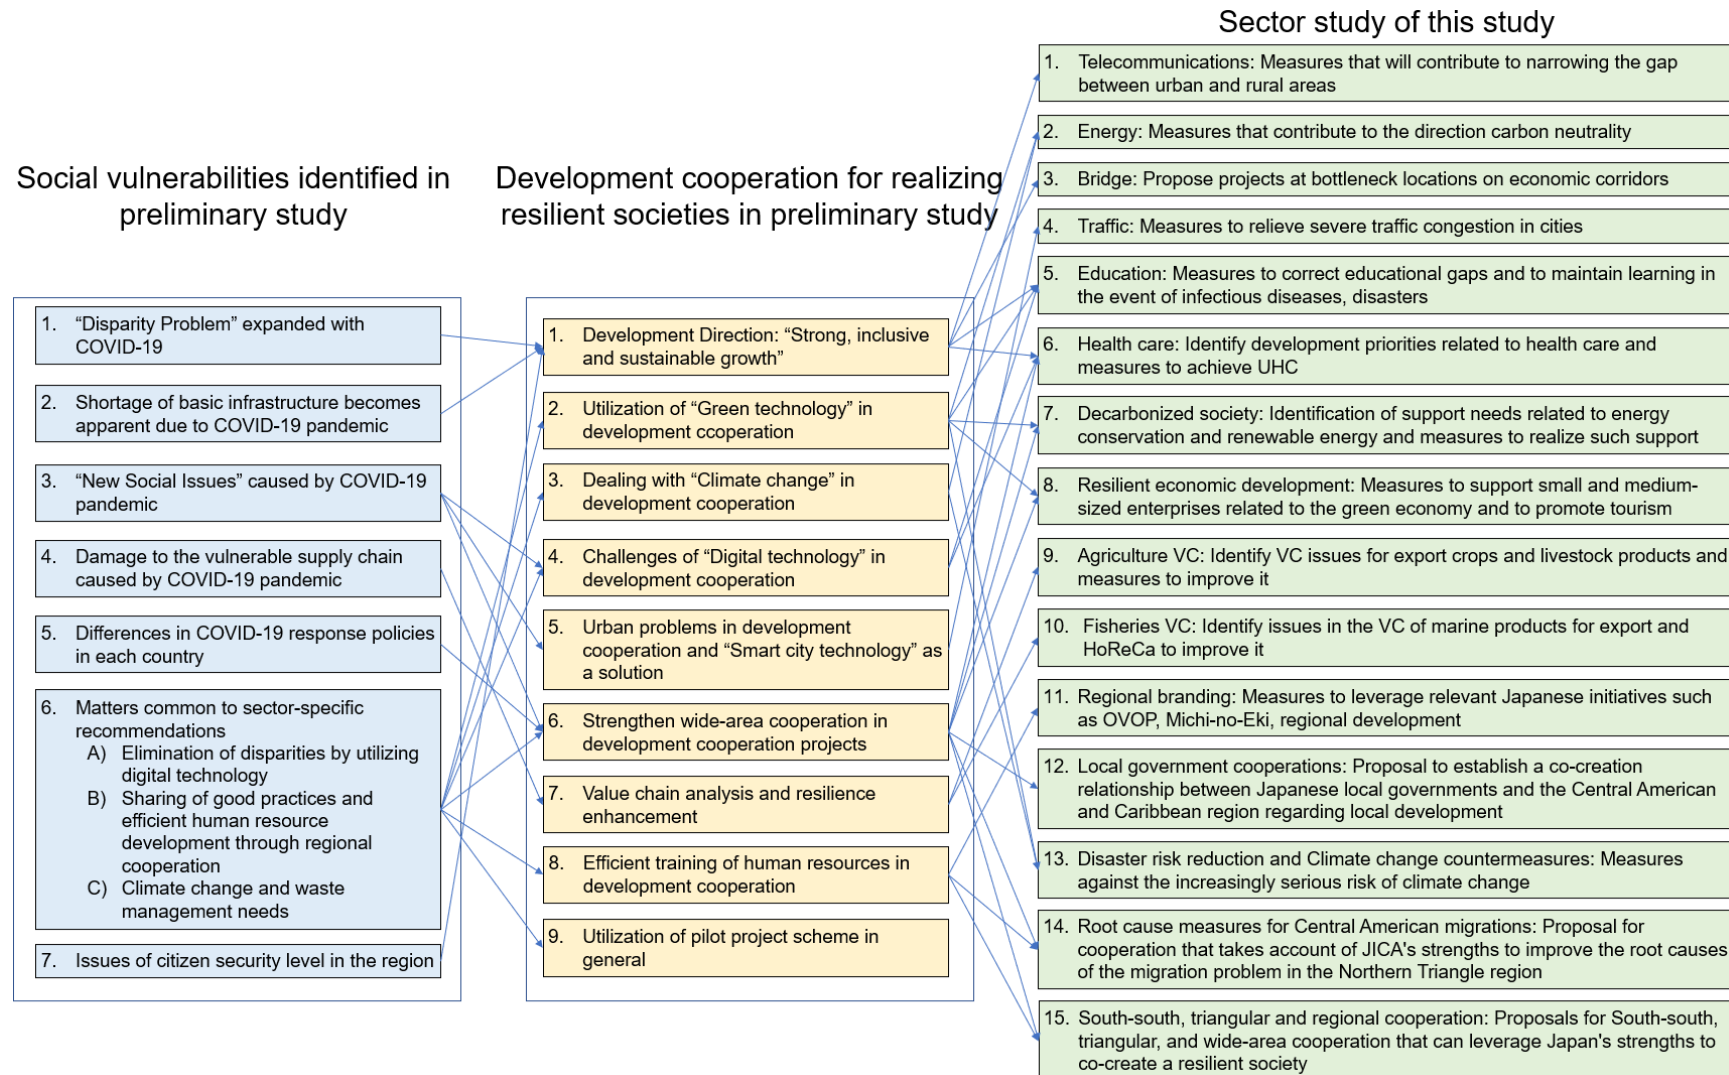 Sector study of this study
Social vulnerabilities identified in
preliminary study
Development cooperation for realizing
resilient societies in preliminary study
1. “Disparity Problem” expanded with
COVID-19
2. Shortage of basic infrastructure becomes
apparent due to COVID-19 pandemic
3. “New Social Issues” caused by COVID-19
pandemic
4. Damage to the vulnerable supply chain
caused by COVID-19 pandemic
5. Differences in COVID-19 response policies
in each country
6. Matters common to sector-specific
recommendations
A) Elimination of disparities by utilizing
digital technology
B) Sharing of good practices and
efficient human resource
development through regional
cooperation
C) Climate change and waste
management needs
7. Issues of citizen security level in the region
1. Development Direction: “Strong, inclusive
and sustainable growth”
2. Utilization of “Green technology” in
development ccoperation
3. Dealing with “Climate change” in
development cooperation
4. Challenges of “Digital technology” in
development cooperation
5. Urban problems in development
cooperation and “Smart city technology” as
a solution
6. Strengthen wide-area cooperation in
development cooperation projects
7. Value chain analysis and resilience
enhancement
8. Efficient training of human resources in
development cooperation
9. Utilization of pilot project scheme in
general
1. Telecommunications: Measures that will contribute to narrowing the gap
between urban and rural areas
2. Energy: Measures that contribute to the direction carbon neutrality
3. Bridge: Propose projects at bottleneck locations on economic corridors
4. Traffic: Measures to relieve severe traffic congestion in cities
5. Education: Measures to correct educational gaps and to maintain learning in
the event of infectious diseases, disasters
6. Health care: Identify development priorities related to health care and
measures to achieve UHC
7. Decarbonized society: Identification of support needs related to energy
conservation and renewable energy and measures to realize such support
8. Resilient economic development: Measures to support small and medium-
sized enterprises related to the green economy and to promote tourism
9. Agriculture VC: Identify VC issues for export crops and livestock products and
measures to improve it
10. Fisheries VC: Identify issues in the VC of marine products for export and
HoReCa to improve it
11. Regional branding: Measures to leverage relevant Japanese initiatives such
as OVOP, Michi-no-Eki, regional development
12. Local government cooperations: Proposal to establish a co-creation
relationship between Japanese local governments and the Central American
and Caribbean region regarding local development
13. Disaster risk reduction and Climate change countermeasures: Measures
against the increasingly serious risk of climate change
14. Root cause measures for Central American migrations: Proposal for
cooperation that takes account of JICA's strengths to improve the root causes
of the migration problem in the Northern Triangle region
15. South-south, triangular and regional cooperation: Proposals for South-south,
triangular, and wide-area cooperation that can leverage Japan's strengths to
co-create a resilient society